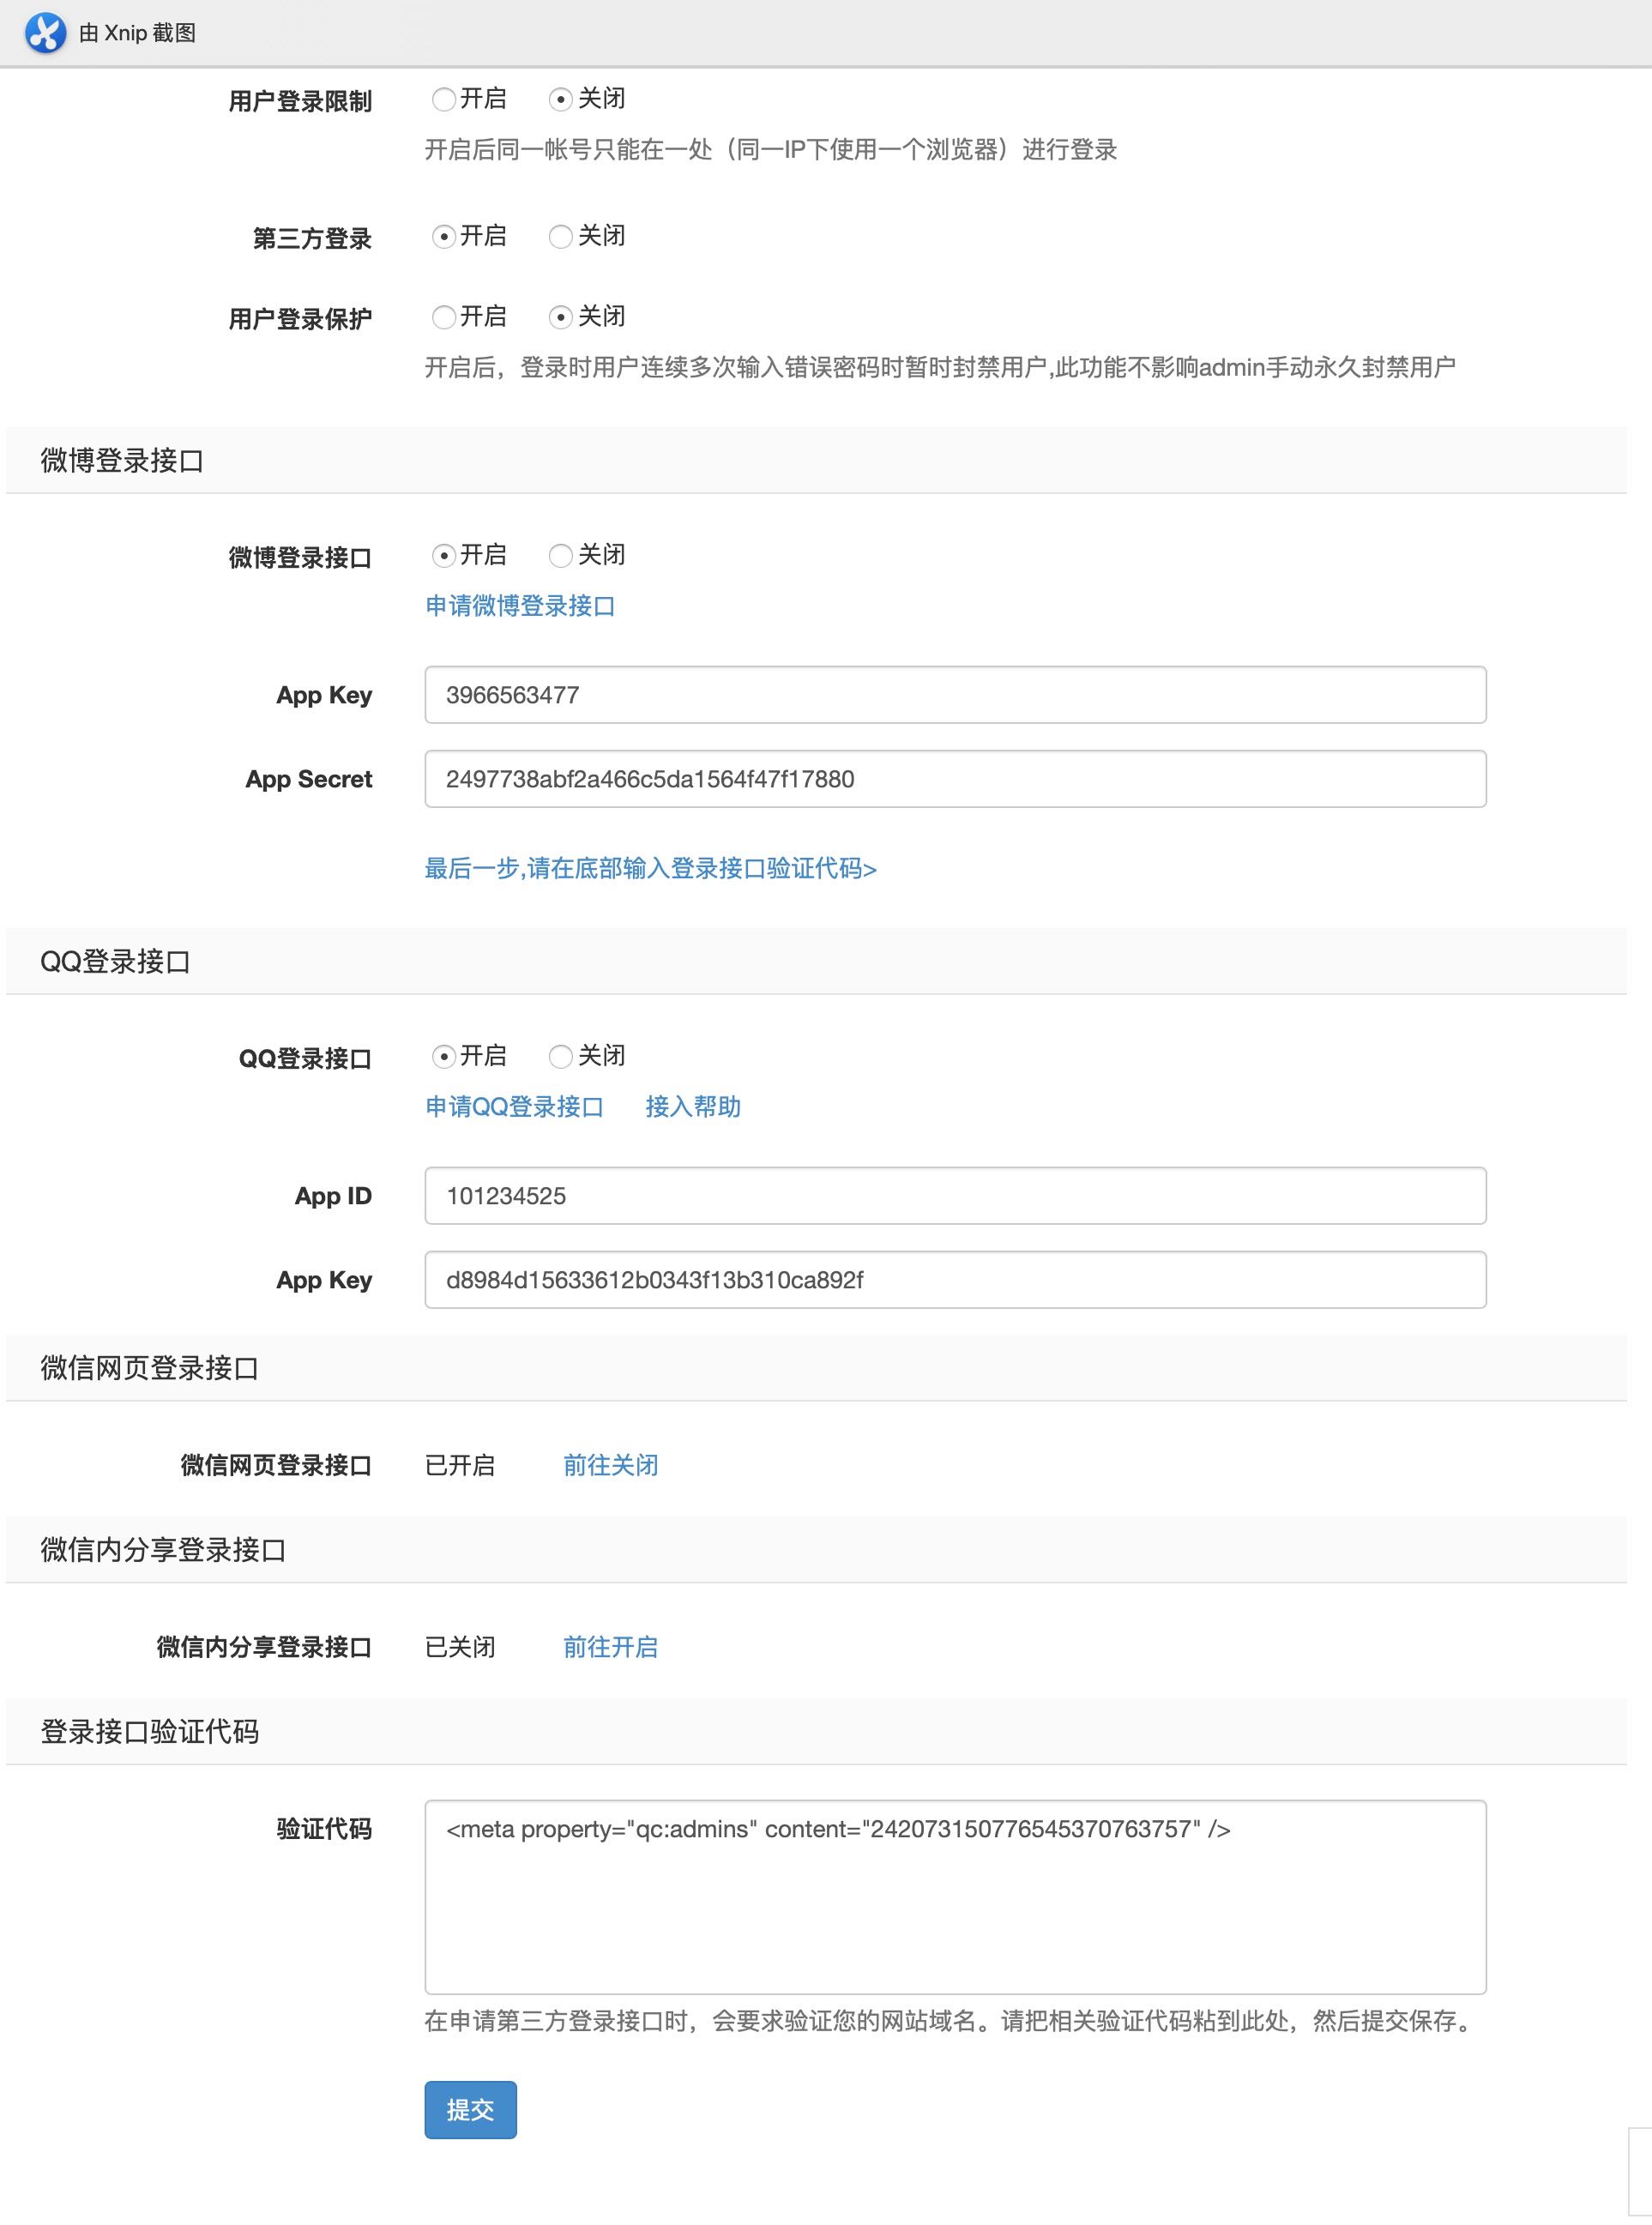 由 Xnip 截图
用户登录限制 开启 关闭
开启后同一帐号只能在一处（同一IP下使用一个浏览器）进行登录
第三方登录 开启 关闭
用户登录保护 开启 关闭
开启后，登录时用户连续多次输入错误密码时暂时封禁用户,此功能不影响admin手动永久封禁用户
微博登录接口
微博登录接口 开启 关闭
申请微博登录接口
App Key 3966563477
App Secret 2497738abf2a466c5da1564f47f17880
最后一步,请在底部输入登录接口验证代码>
QQ登录接口
QQ登录接口 开启 关闭
申请QQ登录接口 接入帮助
App ID 101234525
App Key d8984d15633612b0343f13b310ca892f
微信网页登录接口
微信网页登录接口 已开启 前往关闭
微信内分享登录接口
微信内分享登录接口 已关闭 前往开启
登录接口验证代码
验证代码 <meta property="qc:admins" content="242073150776545370763757" />
在申请第三方登录接口时，会要求验证您的网站域名。请把相关验证代码粘到此处，然后提交保存。
提交